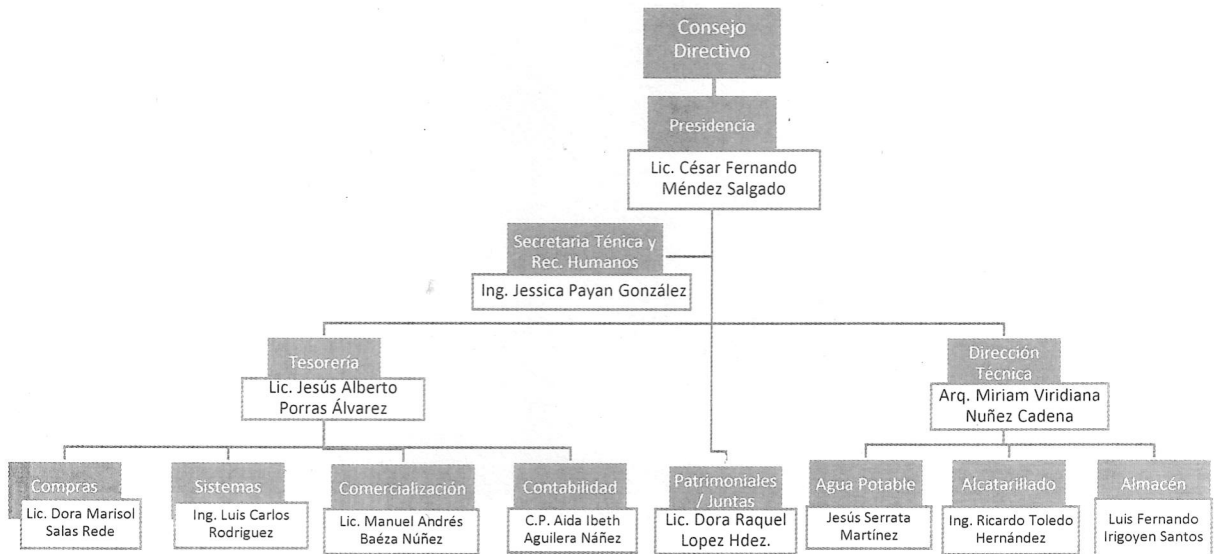 Consejo
Directivo
Presidencia
Lic. César Fernando
Méndez Salgado
Secretaria Ténica y
Rec. Humanos
Ing. Jessica Payan González
Tesorería
Lic. Jesús Alberto
Porras Álvarez
Dirección
Técnica
Arq. Miriam Viridiana
Nuñez Cadena
Compras
Lic. Dora Marisol
Salas Rede
Sistemas
Ing. Luis Carlos
Rodriguez
Comercialización
Lic. Manuel Andrés
Baéza Núñez
Contabilidad
C.P. Aida Ibeth
Aguilera Náñez
Patrimoniales
/ Juntas
Lic. Dora Raquel
Lopez Hdez.
Agua Potable
Jesús Serrata
Martínez
Alcatarillado
Ing. Ricardo Toledo
Hernández
Almacén
Luis Fernando
Irigoyen Santos